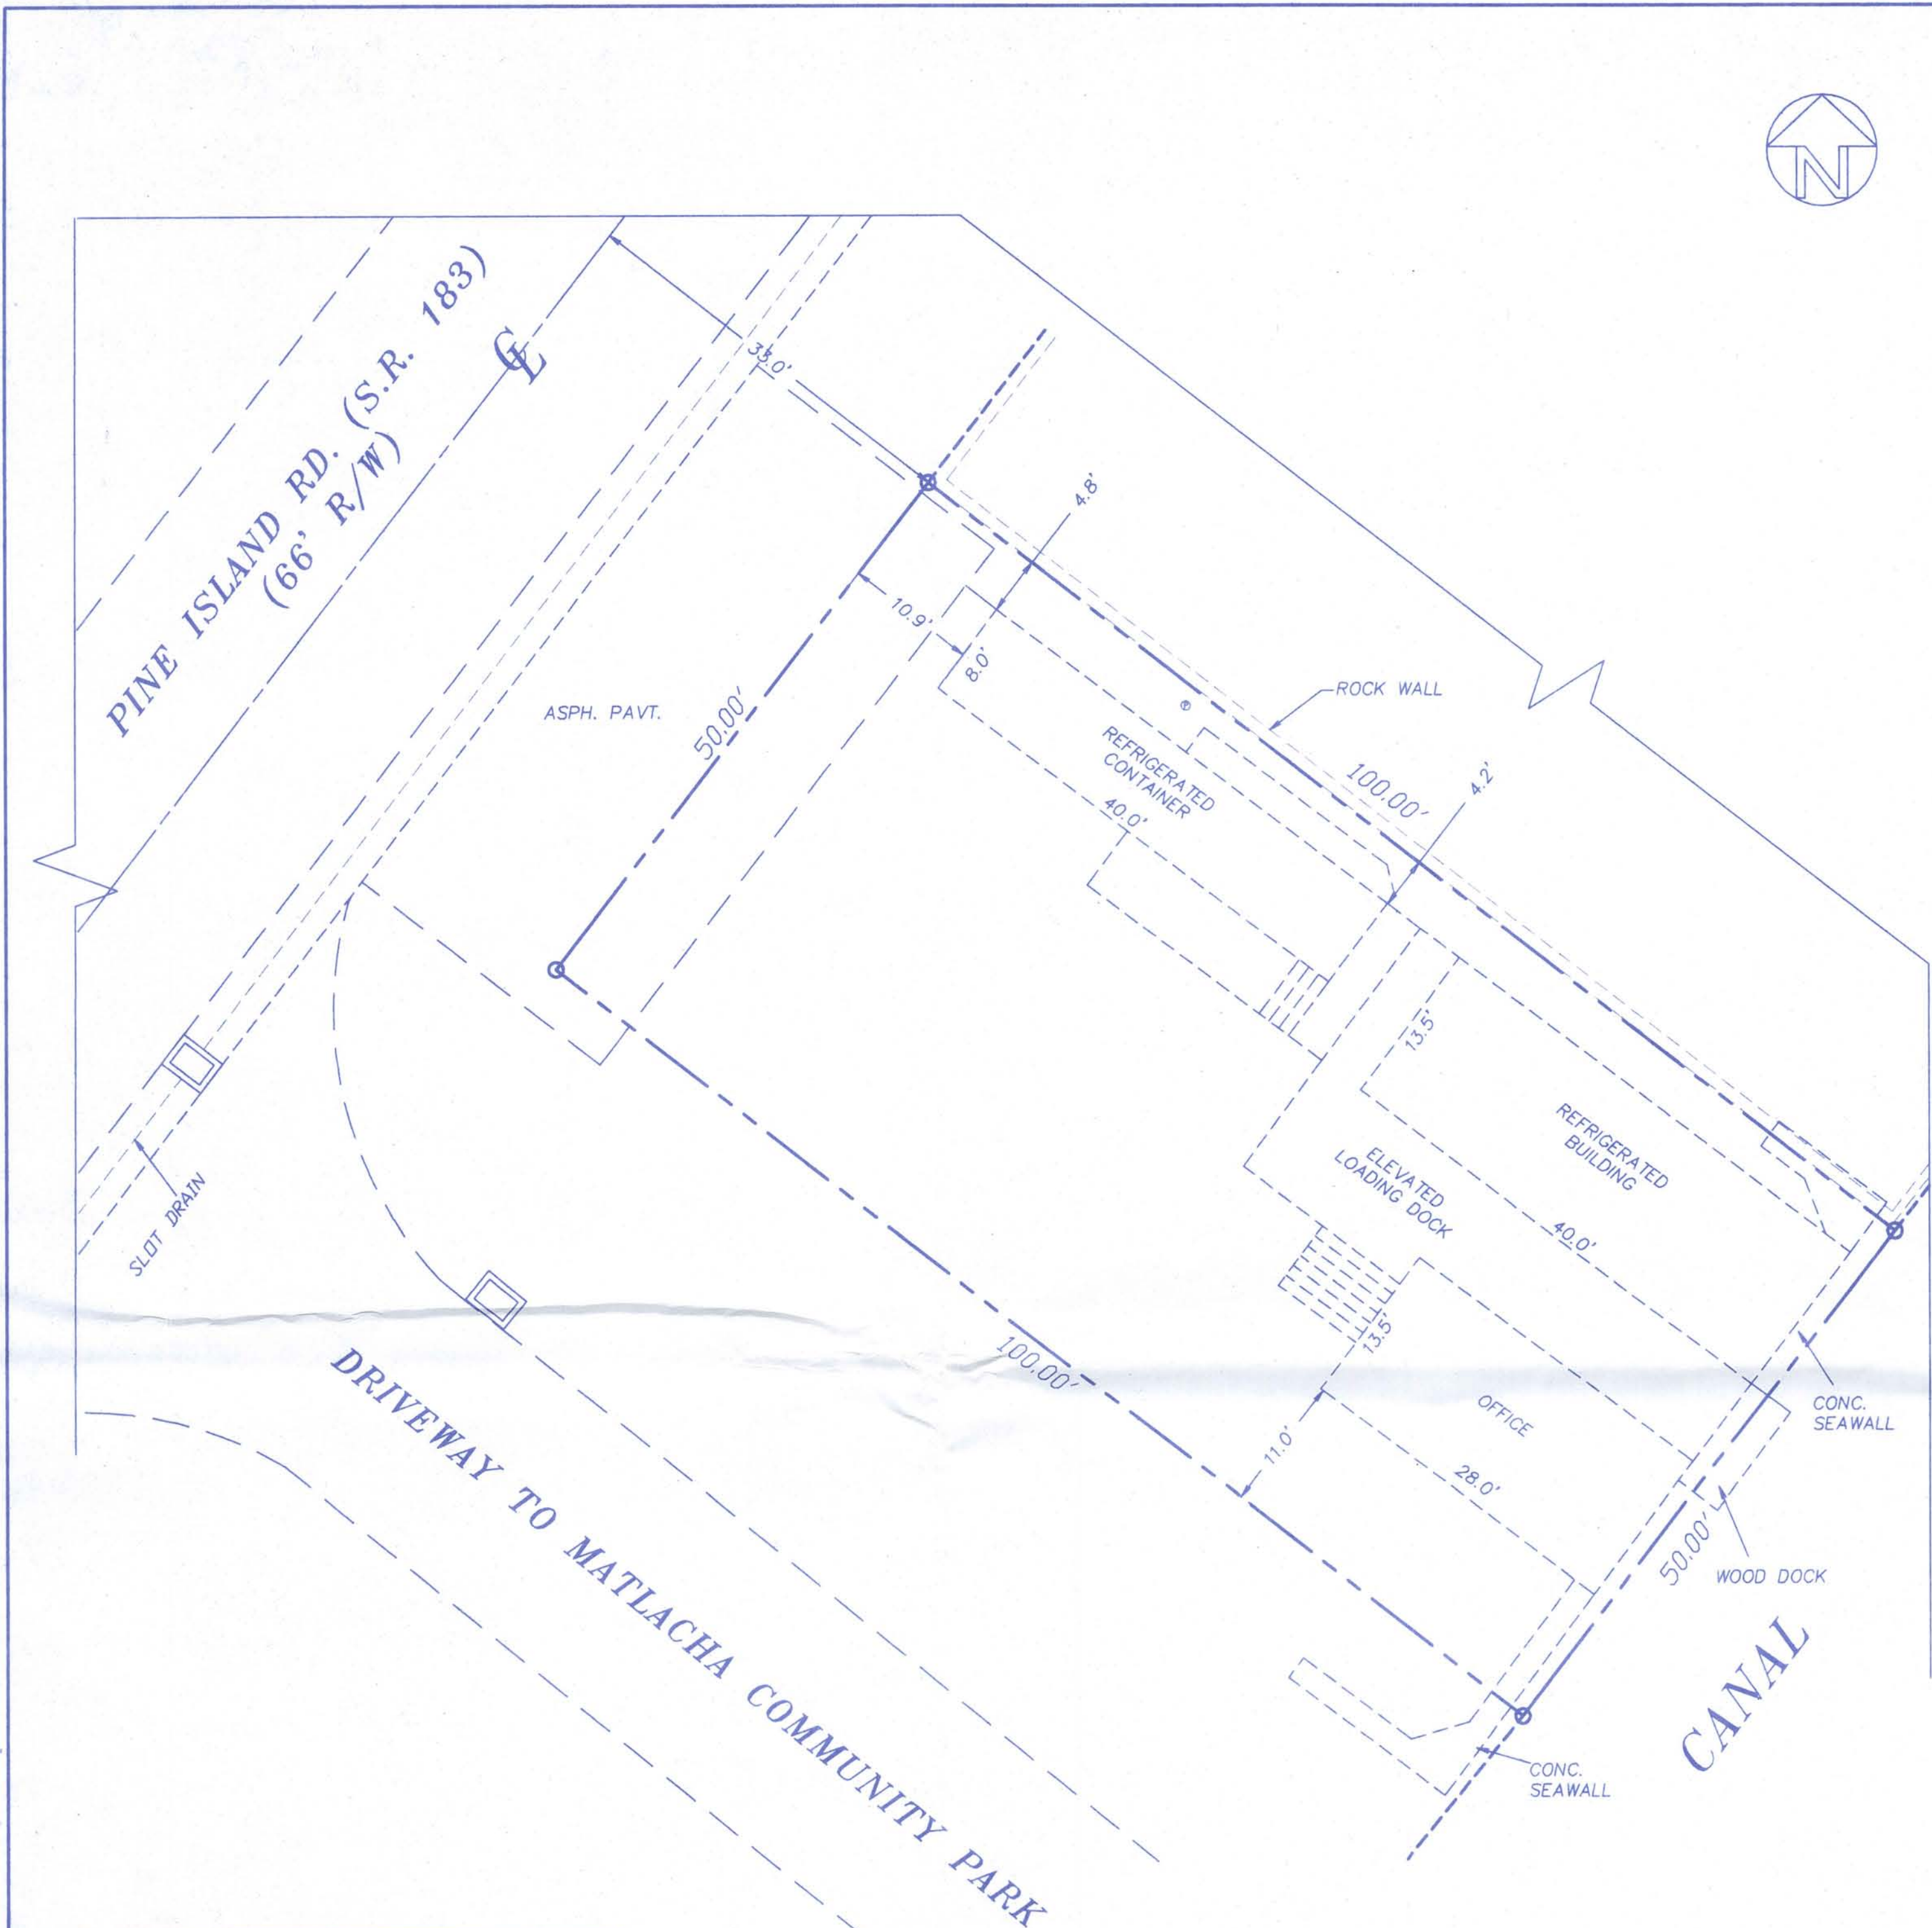 N
PINE ISLAND RD. (S.R. 183)
(66' R/W)
CL
33.0'
4.8'
10.9'
8.0'
ASPH. PAVT.
50.00'
ROCK WALL
REFRIGERATED
CONTAINER
40.0'
100.00'
4.2'
13.5'
REFRIGERATED
BUILDING
ELEVATED
LOADING DOCK
40.0'
SLOT DRAIN
13.5'
100.00'
OFFICE
CONC.
SEAWALL
11.0'
28.0'
50.00'
WOOD DOCK
DRIVEWAY TO MATLACHA COMMUNITY PARK
CANAL
CONC.
SEAWALL